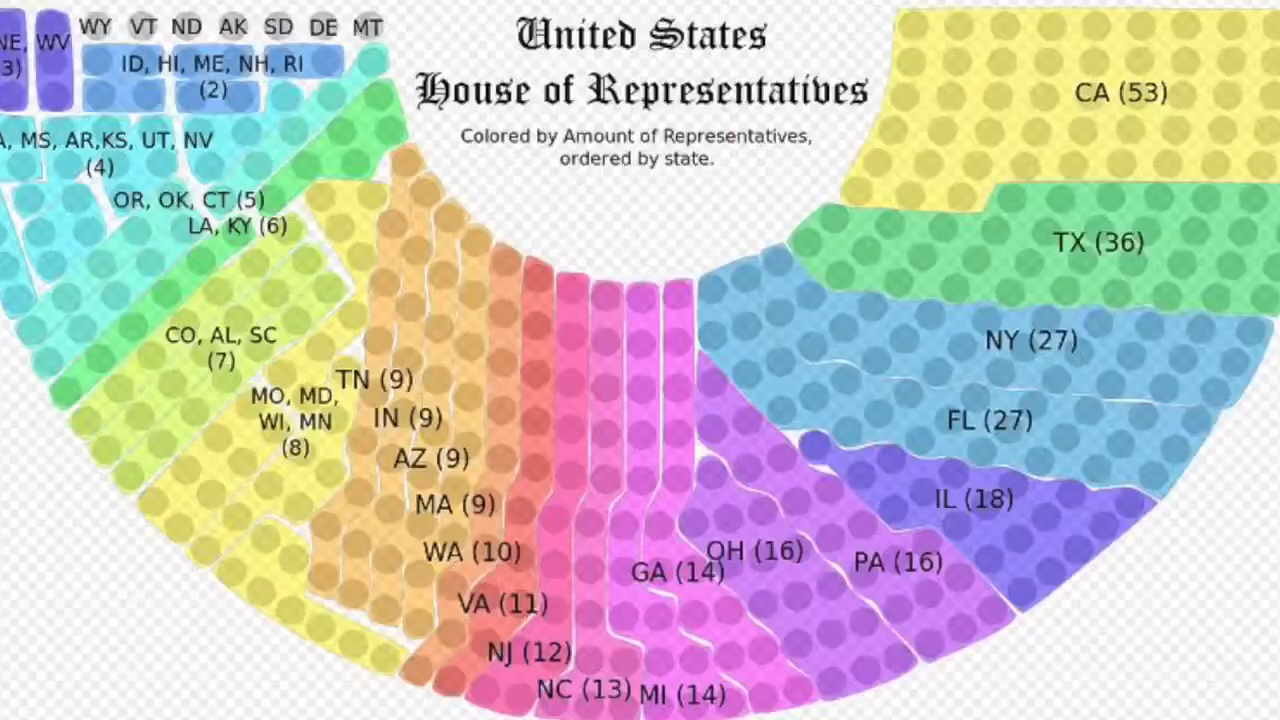 NE,
3)
WV
WY VT ND AK SD DE MT
ID, HI, ME, NH, RI
(2)
United States
House of Representatives
Colored by Amount of Representatives,
ordered by state.
CA (53)
A, MS, AR,KS, UT, NV
(4)
OR, OK, CT (5)
LA, KY (6)
TX (36)
CO, AL, SC
(7)
NY (27)
MO, MD,
WI, MN
(8)
TN (9)
IN (9)
FL (27)
AZ (9)
MA (9)
IL (18)
WA (10)
OH (16)
PA (16)
GA (14)
VA (11)
NJ (12)
NC (13)
MI (14)